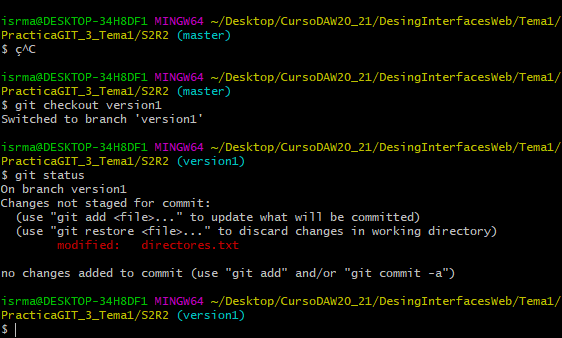 isrma@DESKTOP-34H8DF1 MINGW64 ~/Desktop/CursoDAW20_21/DesingInterfacesWeb/Tema1/
PracticaGIT_3_Tema1/S2R2 (master)
$ ç^C
isrma@DESKTOP-34H8DF1 MINGW64 ~/Desktop/CursoDAW20_21/DesingInterfacesWeb/Tema1/
PracticaGIT_3_Tema1/S2R2 (master)
$ git checkout version1
Switched to branch 'version1'
isrma@DESKTOP-34H8DF1 MINGW64 ~/Desktop/CursoDAW20_21/DesingInterfacesWeb/Tema1/
PracticaGIT_3_Tema1/S2R2 (version1)
$ git status
On branch version1
Changes not staged for commit:
  (use "git add <file>..." to update what will be committed)
  (use "git restore <file>..." to discard changes in working directory)
        modified:   directores.txt
no changes added to commit (use "git add" and/or "git commit -a")
isrma@DESKTOP-34H8DF1 MINGW64 ~/Desktop/CursoDAW20_21/DesingInterfacesWeb/Tema1/
PracticaGIT_3_Tema1/S2R2 (version1)
$